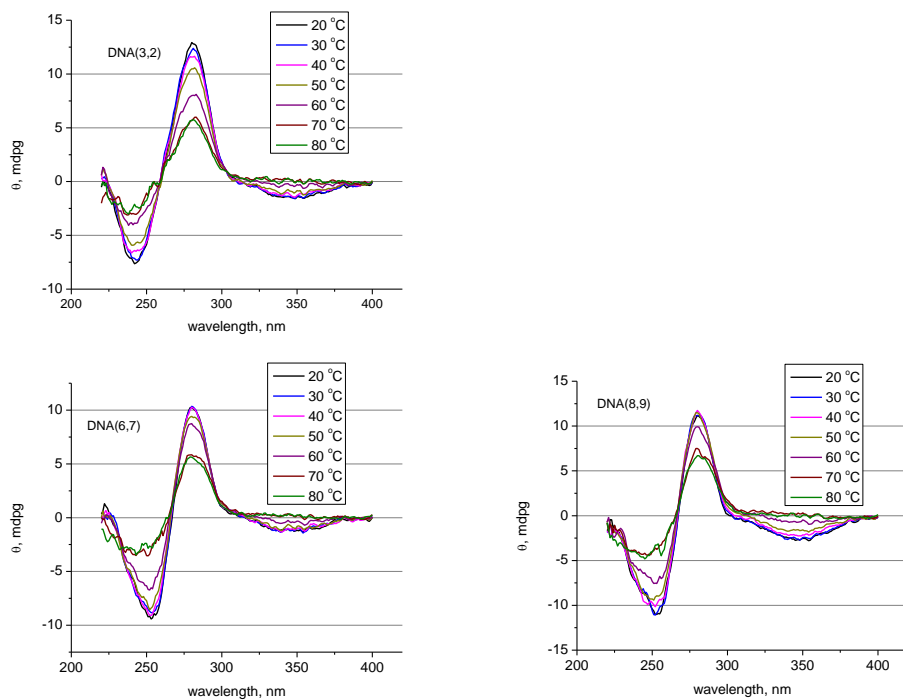 15
10
5
0
-5
-10
θ, mdpg
DNA(3,2)
20 °C
30 °C
40 °C
50 °C
60 °C
70 °C
80 °C
200 250 300 350 400
wavelength, nm
10
5
0
-5
-10
θ, mdpg
DNA(6,7)
20 °C
30 °C
40 °C
50 °C
60 °C
70 °C
80 °C
200 250 300 350 400
wavelength, nm
15
10
5
0
-5
-10
-15
θ, mdpg
DNA(8,9)
20 °C
30 °C
40 °C
50 °C
60 °C
70 °C
80 °C
200 250 300 350 400
wavelength, nm